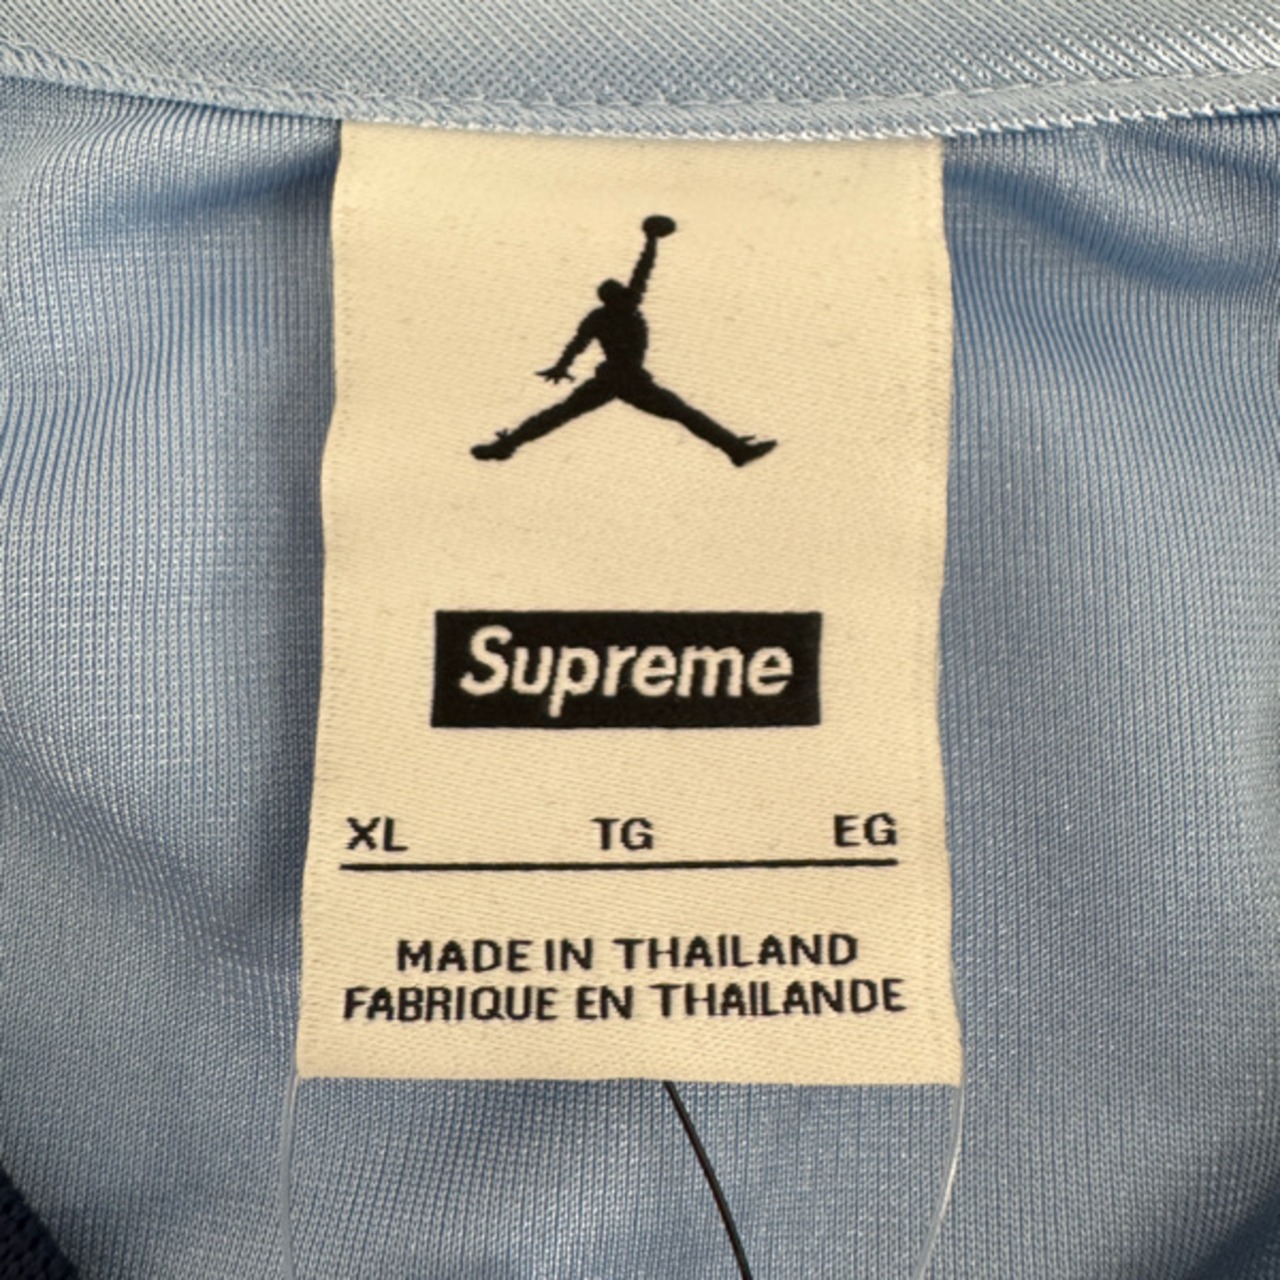 Supreme
XL TG EG
MADE IN THAILAND
FABRIQUE EN THAILANDE